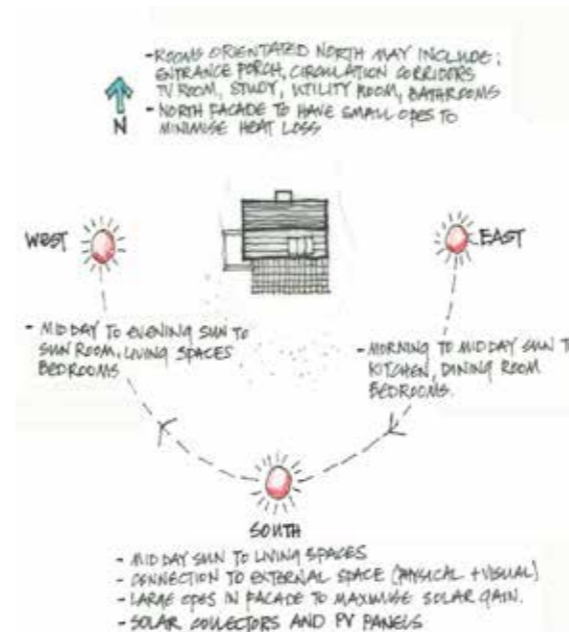 - ROOMS ORIENTATED NORTH MAY INCLUDE;
ENTRANCE PORCH, CIRCULATION CORRIDORS
TV ROOM, STUDY, UTILITY ROOM, BATHROOMS
- NORTH FACADE TO HAVE SMALL OPES TO
MINIMISE HEAT LOSS
N
WEST
EAST
- MID DAY TO EVENING SUN TO
SUN ROOM, LIVING SPACES
BEDROOMS
- MORNING TO MIDDAY SUN T
KITCHEN, DINING ROOM
BEDROOMS.
SOUTH
- MID DAY SUN TO LIVING SPACES
- CONNECTION TO EXTERNAL SPACE (PHYSICAL + VISUAL)
- LARGE OPES IN FACADE TO MAXIMISE SOLAR GAIN.
- SOLAR COLLECTORS AND PV PANELS